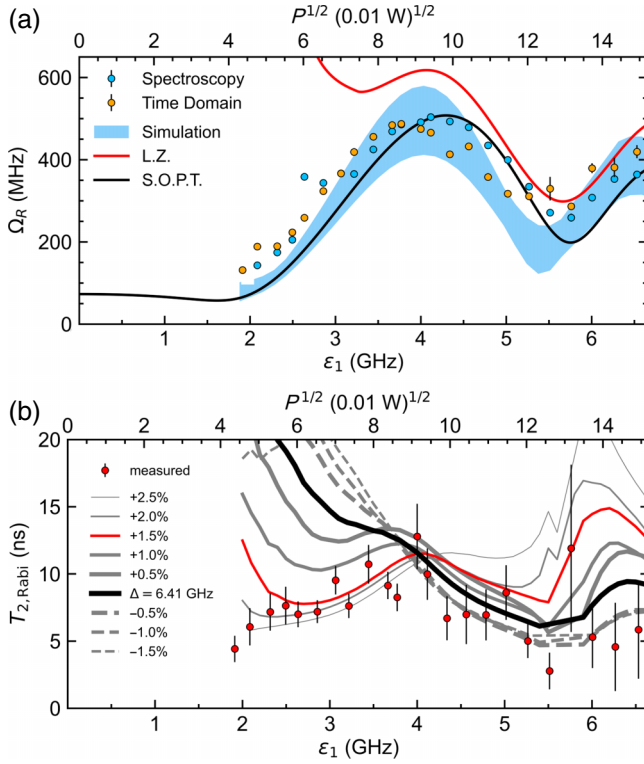 (a)
P^1/2 (0.01 W)^1/2
0 2 4 6 8 10 12 14
600
400
200
0
Ω_R (MHz)
Spectroscopy
Time Domain
Simulation
L.Z.
S.O.P.T.
0 1 2 3 4 5 6
ε₁ (GHz)
(b)
P^1/2 (0.01 W)^1/2
0 2 4 6 8 10 12 14
20
15
10
5
0
T_2,Rabi (ns)
measured
+2.5%
+2.0%
+1.5%
+1.0%
+0.5%
Δ = 6.41 GHz
−0.5%
−1.0%
−1.5%
1 2 3 4 5 6
ε₁ (GHz)